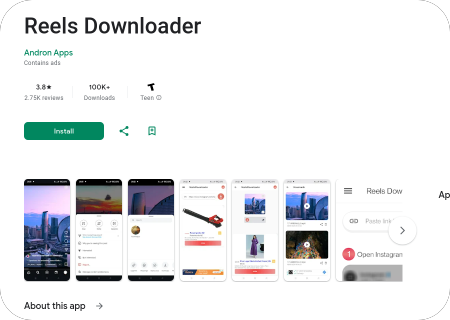 Reels Downloader
Andron Apps
Contains ads
3.8★
2.75K reviews
100K+
Downloads
Teen
Install
Reels Dow
Paste link
1 Open Instagram
Ap
About this app